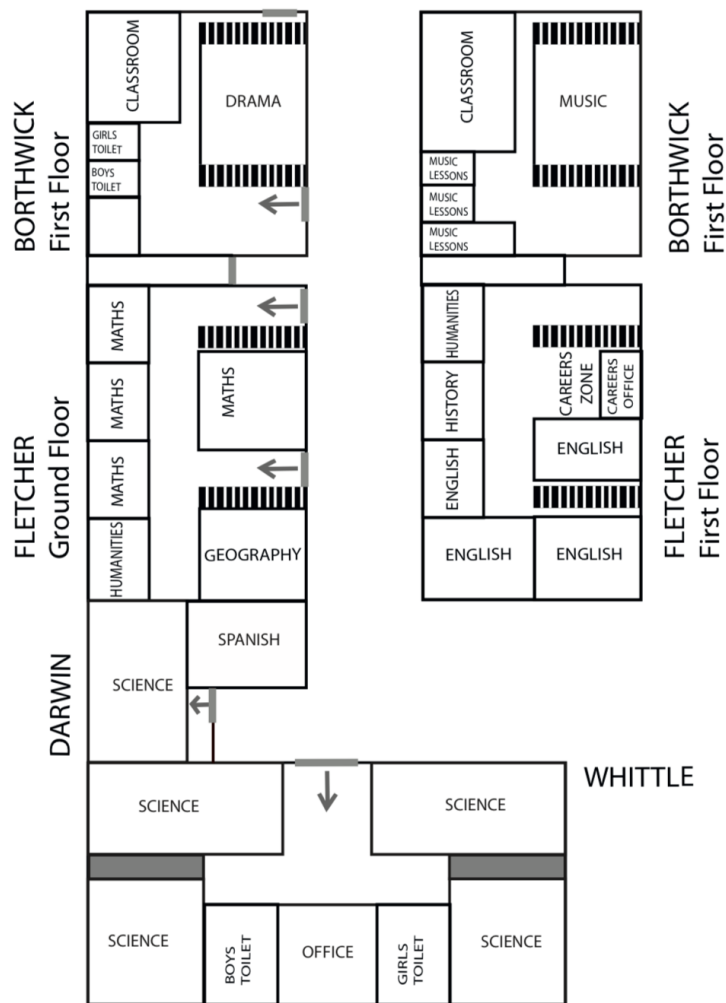 BORTHWICK
First Floor
CLASSROOM
DRAMA
GIRLS
TOILET
BOYS
TOILET
CLASSROOM
MUSIC
MUSIC
LESSONS
MUSIC
LESSONS
MUSIC
LESSONS
BORTHWICK
First Floor
FLETCHER
Ground Floor
MATHS
MATHS
MATHS
MATHS
HUMANITIES
GEOGRAPHY
HUMANITIES
HISTORY
ENGLISH
CAREERS
ZONE
CAREERS
OFFICE
ENGLISH
ENGLISH
ENGLISH
FLETCHER
First Floor
DARWIN
SCIENCE
SPANISH
WHITTLE
SCIENCE
SCIENCE
SCIENCE
BOYS
TOILET
OFFICE
GIRLS
TOILET
SCIENCE